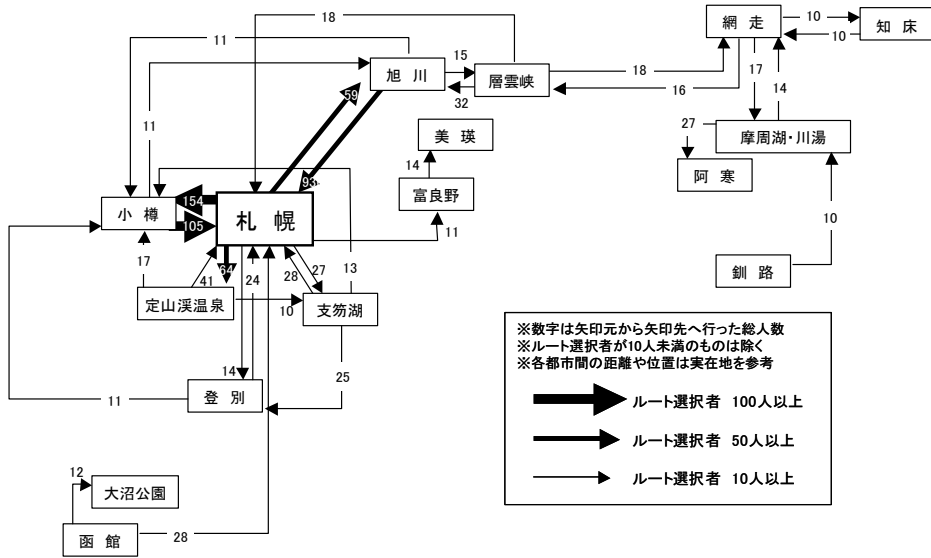 18
11
網 走
10
10
知 床
旭 川
15
層雲峡
18
32
16
17
14
59
11
美 瑛
27
摩周湖・川湯
14
阿 寒
93
富良野
154
小 樽
札 幌
105
11
10
釧 路
17
64
41
24
28
27
13
定山渓温泉
10
支笏湖
14
25
登 別
11
12
大沼公園
函 館
28
※数字は矢印元から矢印先へ行った総人数
※ルート選択者が10人未満のものは除く
※各都市間の距離や位置は実在地を参考
ルート選択者 100人以上
ルート選択者 50人以上
ルート選択者 10人以上